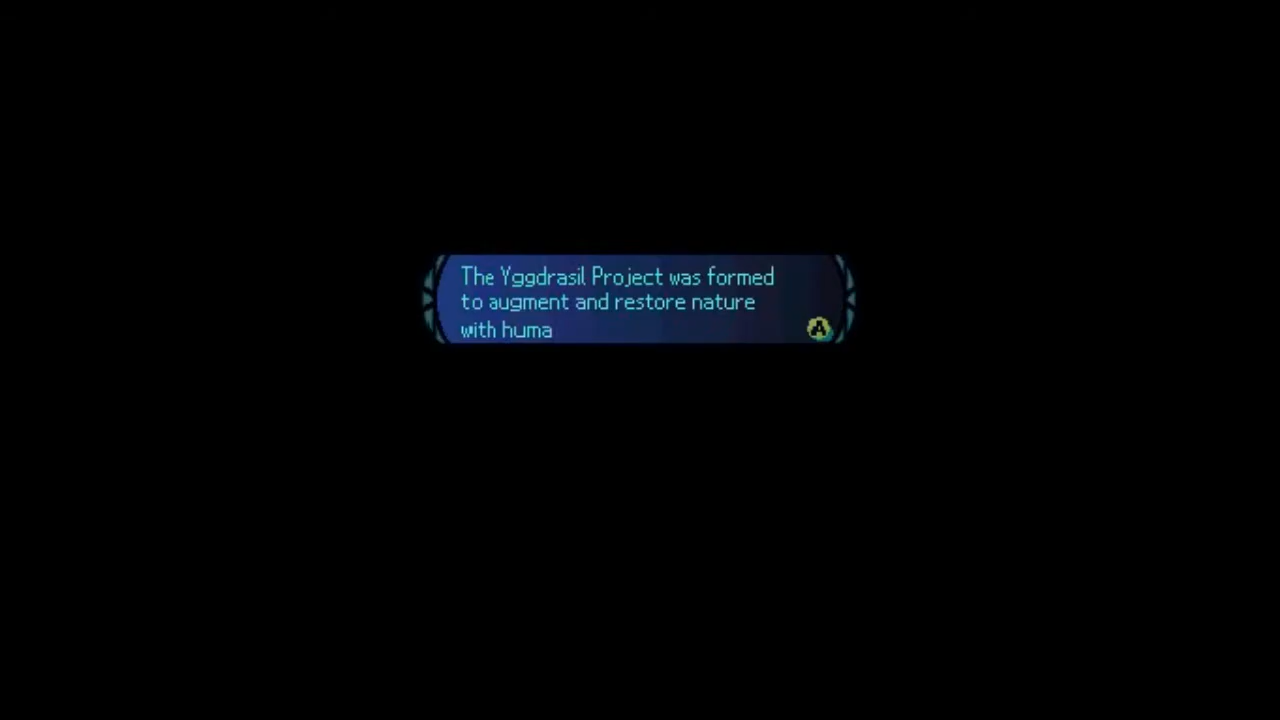 The Yggdrasil Project was formed
to augment and restore nature
with huma
A